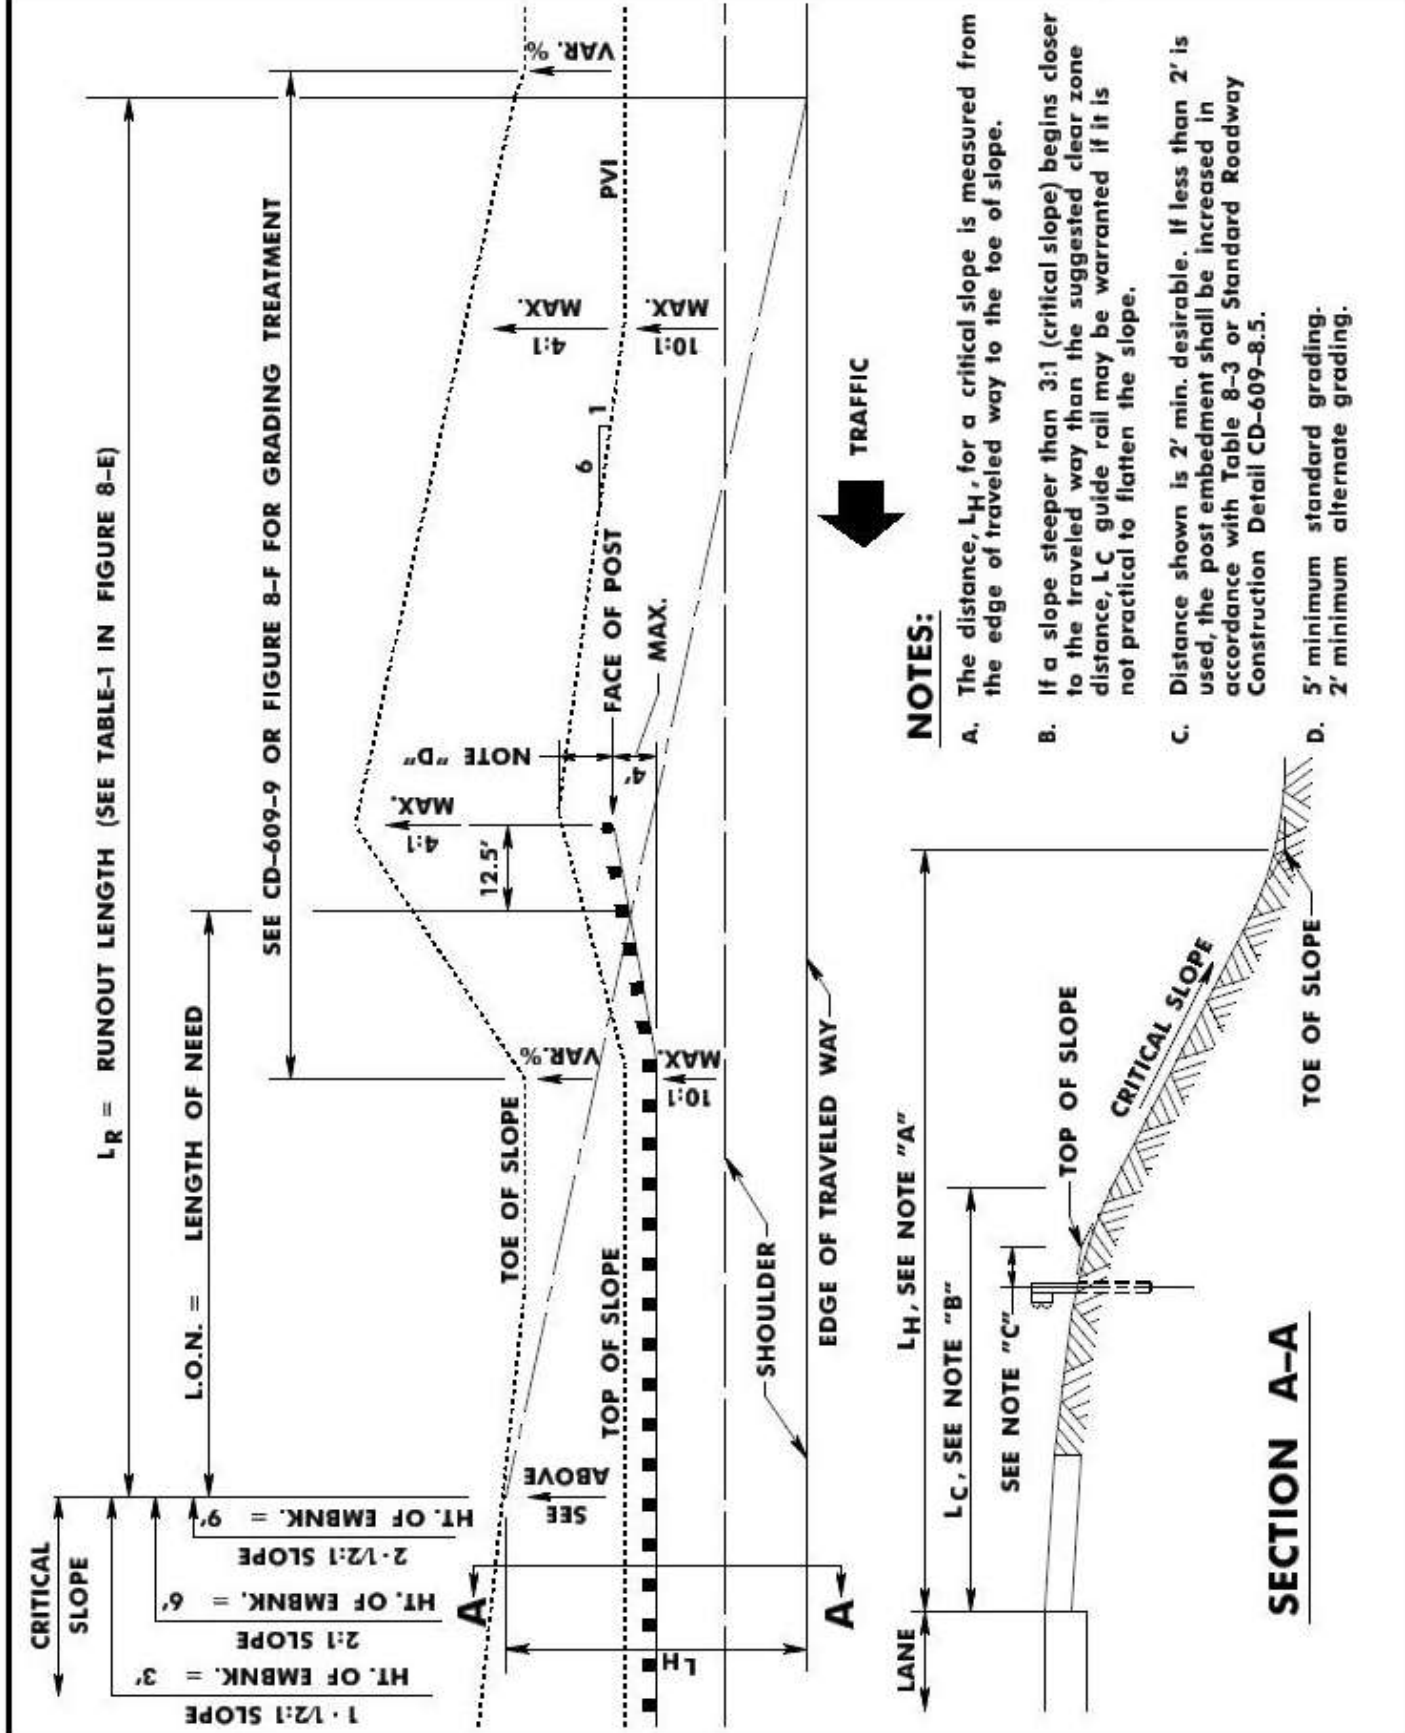 LR = RUNOUT LENGTH (SEE TABLE-1 IN FIGURE 8-E)
CRITICAL
SLOPE
L.O.N. = LENGTH OF NEED
SEE CD-609-9 OR FIGURE 8-F FOR GRADING TREATMENT
1 - 1/2:1 SLOPE
HT. OF EMBNK. = 3'
2:1 SLOPE
HT. OF EMBNK. = 6'
2 - 1/2:1 SLOPE
HT. OF EMBNK. = 9'
SEE
ABOVE
TOE OF SLOPE
TOP OF SLOPE
VAR.%
10:1
MAX.
12.5'
4:1
MAX.
NOTE "D"
4'
MAX.
FACE OF POST
6
1
4:1
MAX.
10:1
MAX.
PVI
VAR. %
A
A
LH
SHOULDER
EDGE OF TRAVELED WAY
TRAFFIC
LANE
LH, SEE NOTE "A"
LC, SEE NOTE "B"
SEE NOTE "C"
TOP OF SLOPE
CRITICAL SLOPE
TOE OF SLOPE
SECTION A-A
NOTES:
A. The distance, LH, for a critical slope is measured from
the edge of traveled way to the toe of slope.
B. If a slope steeper than 3:1 (critical slope) begins closer
to the traveled way than the suggested clear zone
distance, LC guide rail may be warranted if it is
not practical to flatten the slope.
C. Distance shown is 2' min. desirable. If less than 2' is
used, the post embedment shall be increased in
accordance with Table 8-3 or Standard Roadway
Construction Detail CD-609-8.5.
D. 5' minimum standard grading.
2' minimum alternate grading.